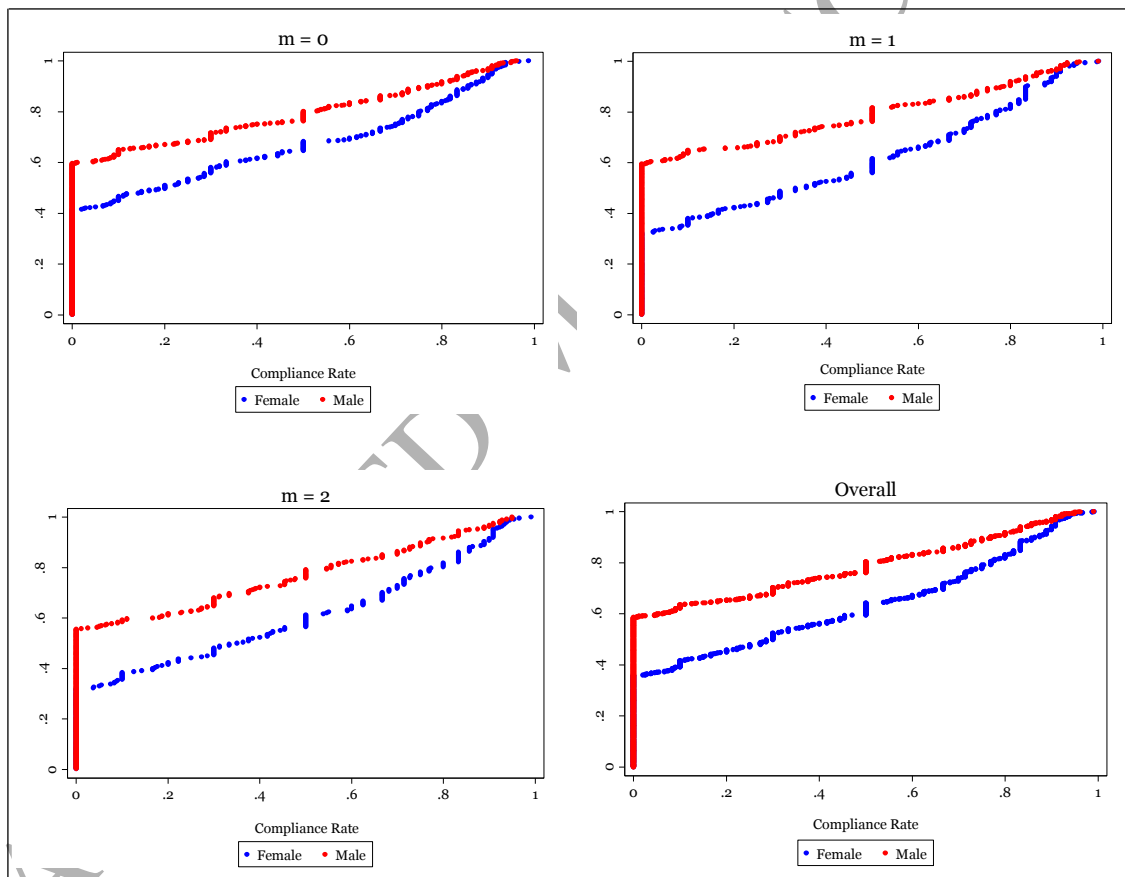 m = 0
1
.8
.6
.4
.2
0
0 .2 .4 .6 .8 1
Compliance Rate
Female Male
m = 1
1
.8
.6
.4
.2
0
0 .2 .4 .6 .8 1
Compliance Rate
Female Male
m = 2
1
.8
.6
.4
.2
0
0 .2 .4 .6 .8 1
Compliance Rate
Female Male
Overall
1
.8
.6
.4
.2
0
0 .2 .4 .6 .8 1
Compliance Rate
Female Male